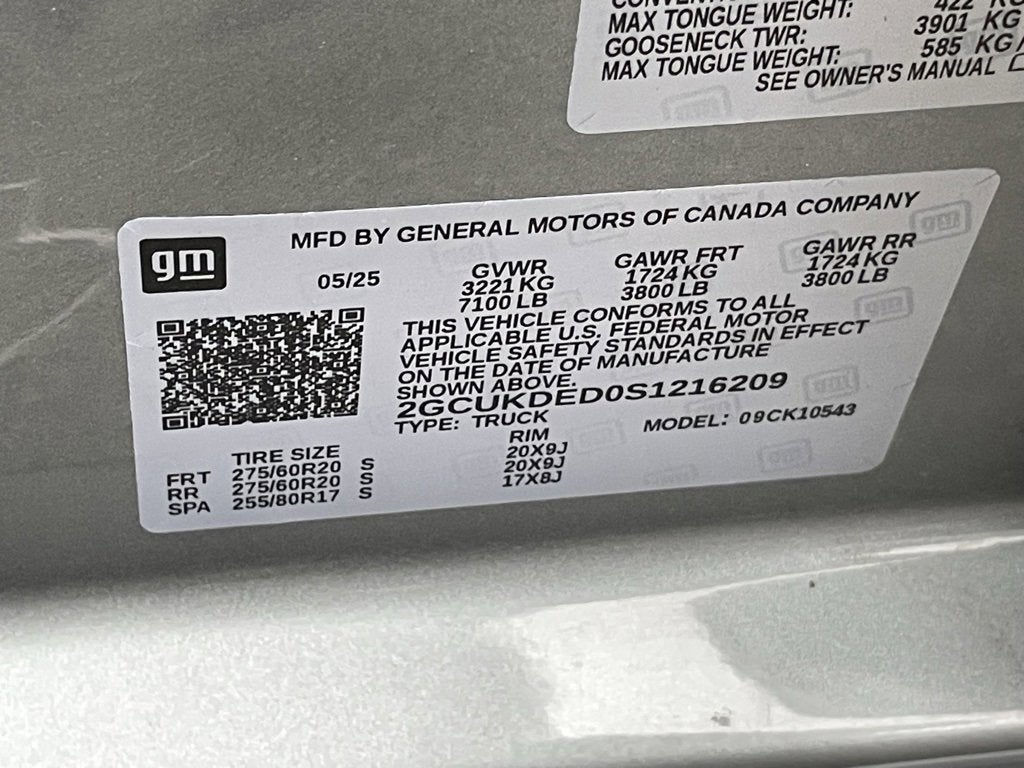 MAX TONGUE WEIGHT: 422 KG
GOOSENECK TWR: 3901 KG
MAX TONGUE WEIGHT: 585 KG
SEE OWNER'S MANUAL
gm
MFD BY GENERAL MOTORS OF CANADA COMPANY
05/25 GVWR GAWR FRT GAWR RR
3221 KG 1724 KG 1724 KG
7100 LB 3800 LB 3800 LB
THIS VEHICLE CONFORMS TO ALL
APPLICABLE U.S. FEDERAL MOTOR
VEHICLE SAFETY STANDARDS IN EFFECT
ON THE DATE OF MANUFACTURE
SHOWN ABOVE.
2GCUKDED0S1216209
TYPE: TRUCK MODEL: 09CK10543
TIRE SIZE RIM
FRT 275/60R20 S 20X9J
RR 275/60R20 S 20X9J
SPA 255/80R17 S 17X8J